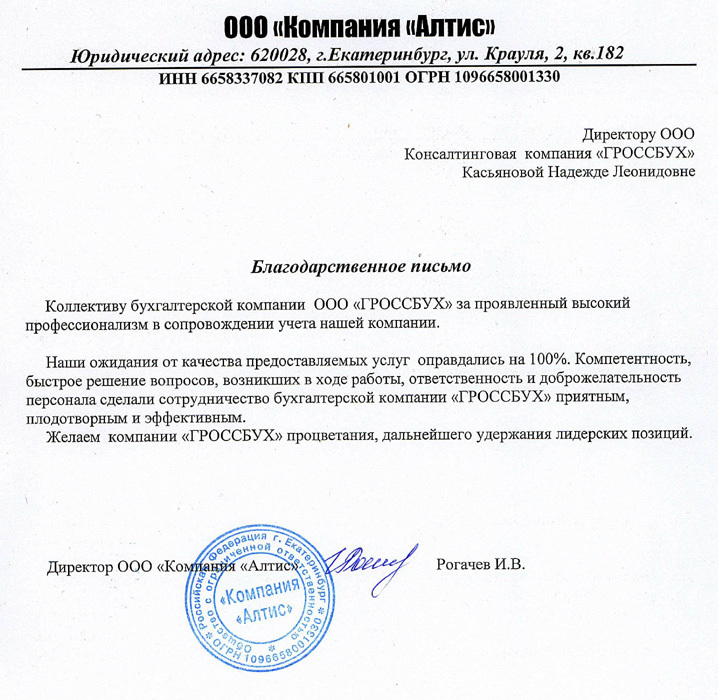 ООО «Компания «Алтис»
Юридический адрес: 620028, г.Екатеринбург, ул. Крауля, 2, кв.182
ИНН 6658337082 КПП 665801001 ОГРН 1096658001330
Директору ООО
Консалтинговая компания «ГРОССБУХ»
Касьяновой Надежде Леонидовне
Благодарственное письмо
Коллективу бухгалтерской компании ООО «ГРОССБУХ» за проявленный высокий
профессионализм в сопровождении учета нашей компании.
Наши ожидания от качества предоставляемых услуг оправдались на 100%. Компетентность,
быстрое решение вопросов, возникших в ходе работы, ответственность и доброжелательность
персонала сделали сотрудничество бухгалтерской компании «ГРОССБУХ» приятным,
плодотворным и эффективным.
Желаем компании «ГРОССБУХ» процветания, дальнейшего удержания лидерских позиций.
Директор ООО «Компания «Алтис» Рогачев И.В.
Российская Федерация г. Екатеринбург
Общество с ограниченной ответственностью
«Компания
«Алтис»
ОГРН 1096658001330